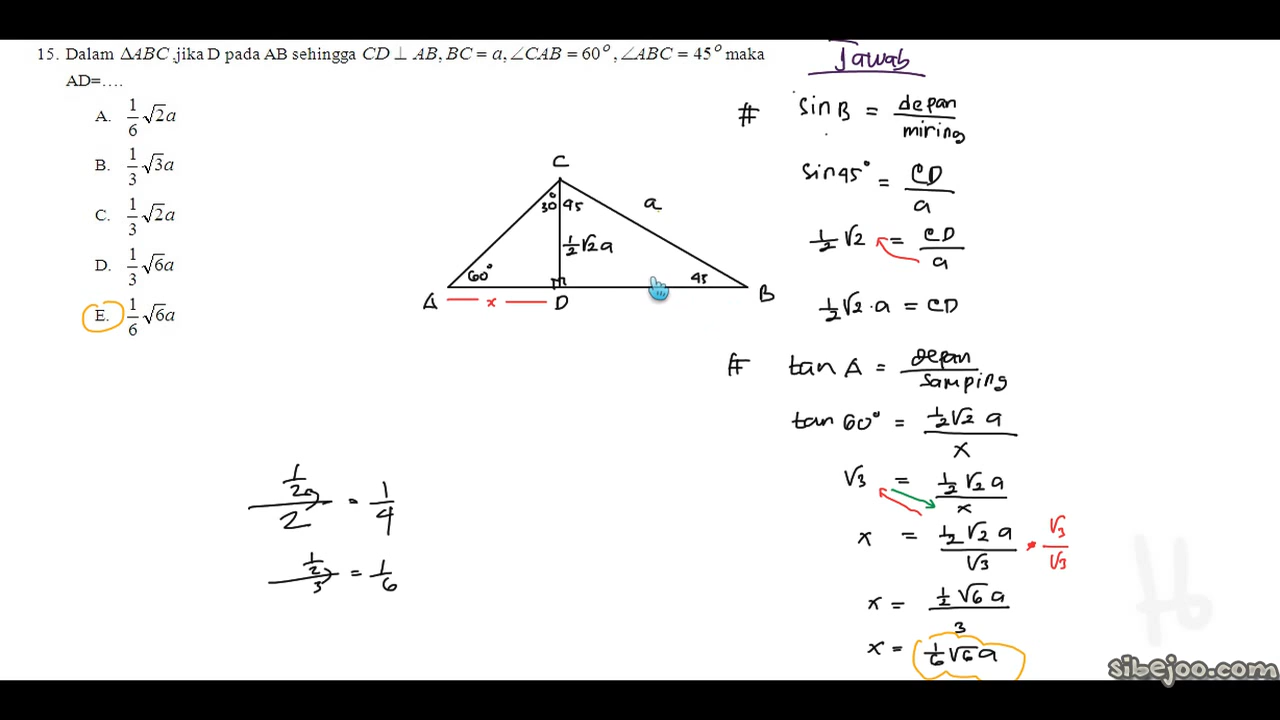 15. Dalam ΔABC,jika D pada AB sehingga CD ⊥ AB, BC = a, ∠CAB = 60°, ∠ABC = 45° maka
AD=....
A. 1/6 √2a
B. 1/3 √3a
C. 1/3 √2a
D. 1/3 √6a
E. 1/6 √6a
C
30° 45
a
1/2 √2 a
60°
45
A
x
D
B
1/2 / 2 = 1/4
1/2 / 3 = 1/6
Jawab
# sin B = depan / miring
sin 45° = CD / a
1/2 √2 = CD / a
1/2 √2 · a = CD
# tan A = depan / samping
tan 60° = 1/2 √2 a / x
√3 = 1/2 √2 a / x
x = 1/2 √2 a / √3 · √3 / √3
x = 1/2 √6 a / 3
x = 1/6 √6 a
sibejoo.com